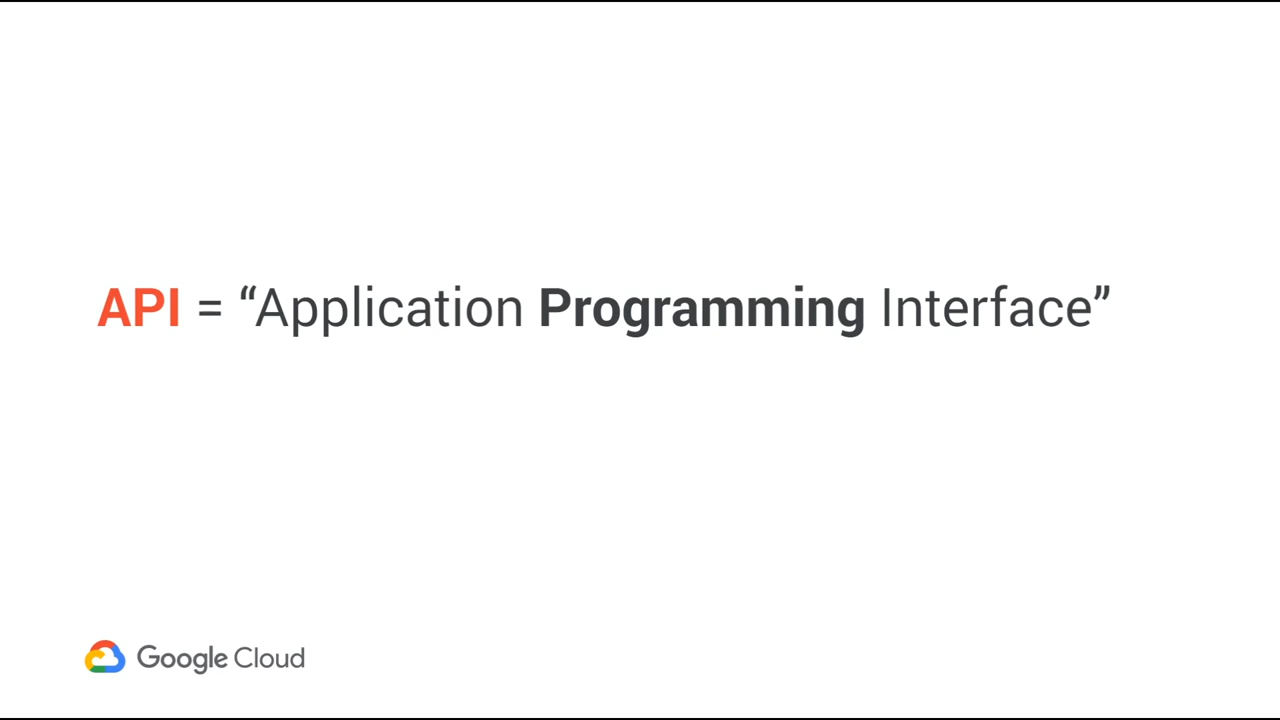 API = “Application Programming Interface”
Google Cloud